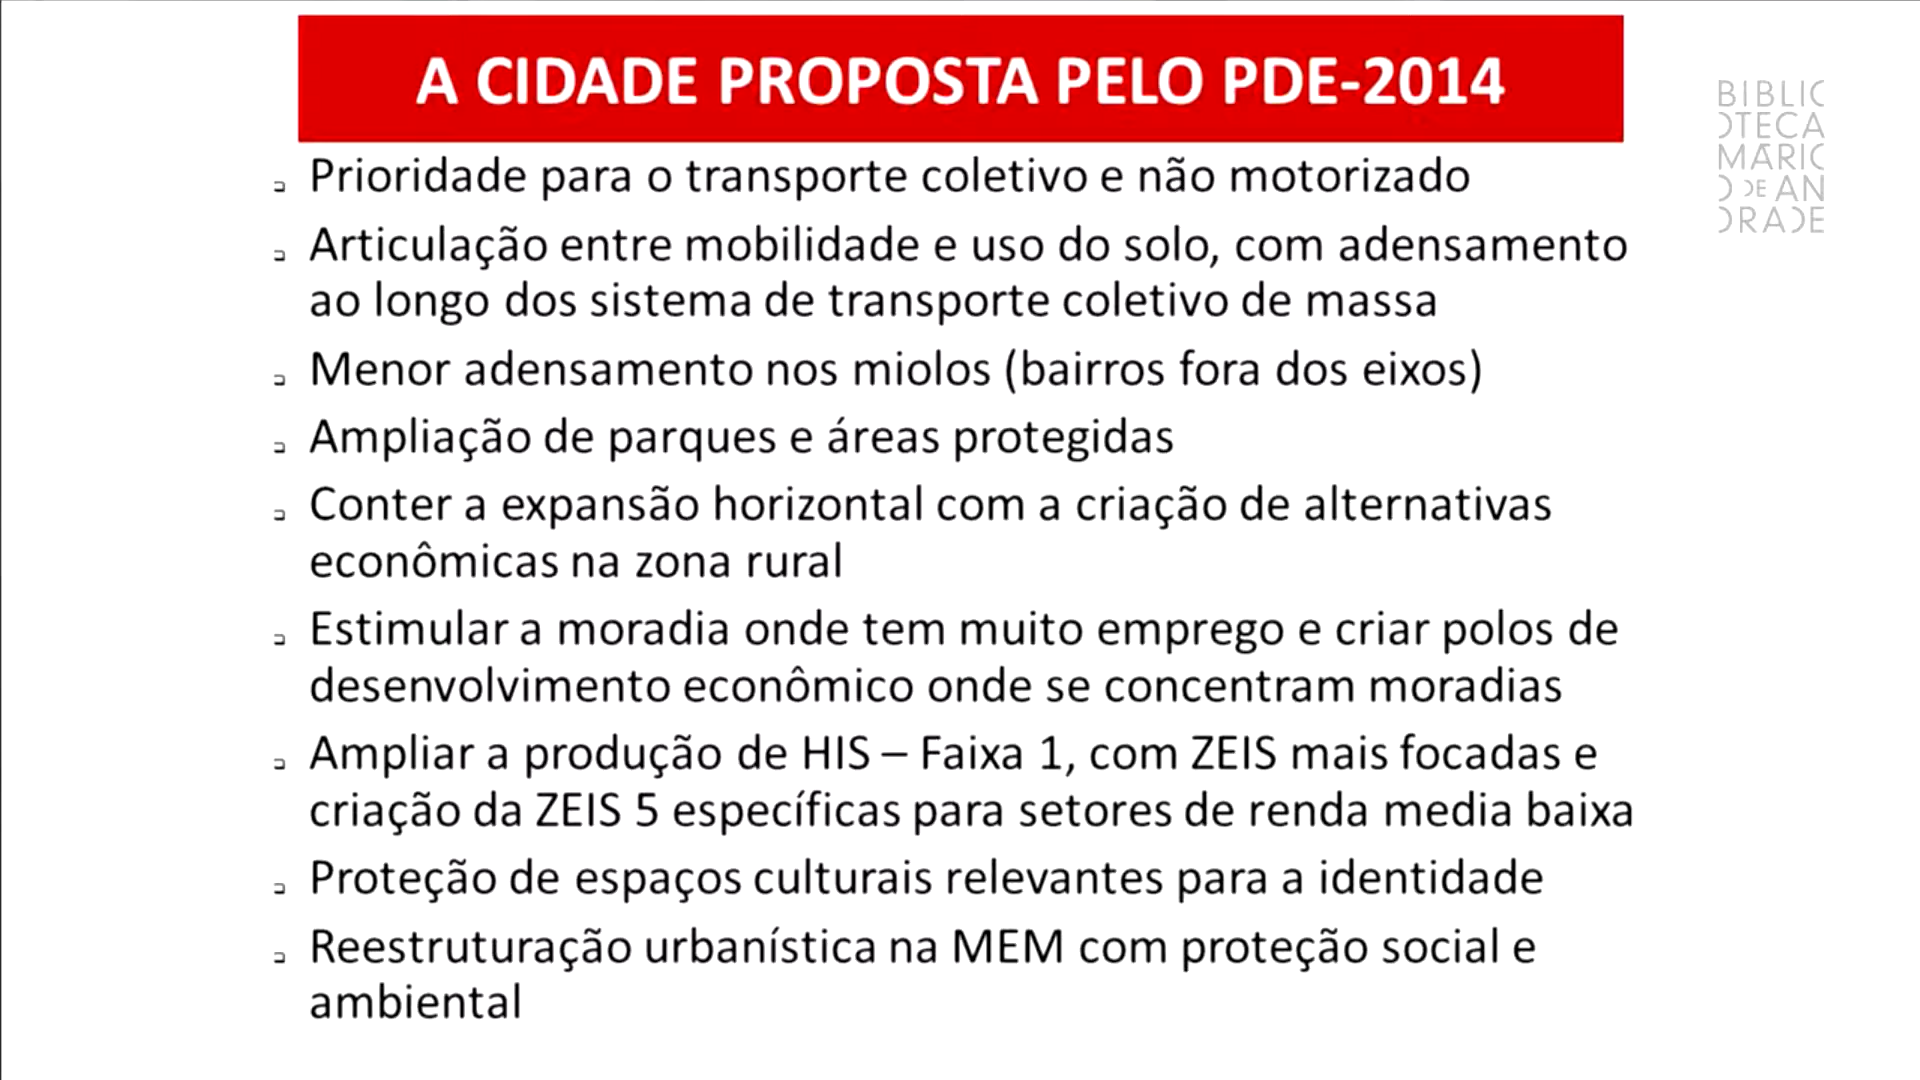 A CIDADE PROPOSTA PELO PDE-2014
Prioridade para o transporte coletivo e não motorizado
Articulação entre mobilidade e uso do solo, com adensamento
ao longo dos sistema de transporte coletivo de massa
Menor adensamento nos miolos (bairros fora dos eixos)
Ampliação de parques e áreas protegidas
Conter a expansão horizontal com a criação de alternativas
econômicas na zona rural
Estimular a moradia onde tem muito emprego e criar polos de
desenvolvimento econômico onde se concentram moradias
Ampliar a produção de HIS – Faixa 1, com ZEIS mais focadas e
criação da ZEIS 5 específicas para setores de renda media baixa
Proteção de espaços culturais relevantes para a identidade
Reestruturação urbanística na MEM com proteção social e
ambiental
BIBLIO
OTECA
MÁRIO
O DE AN
DRADE